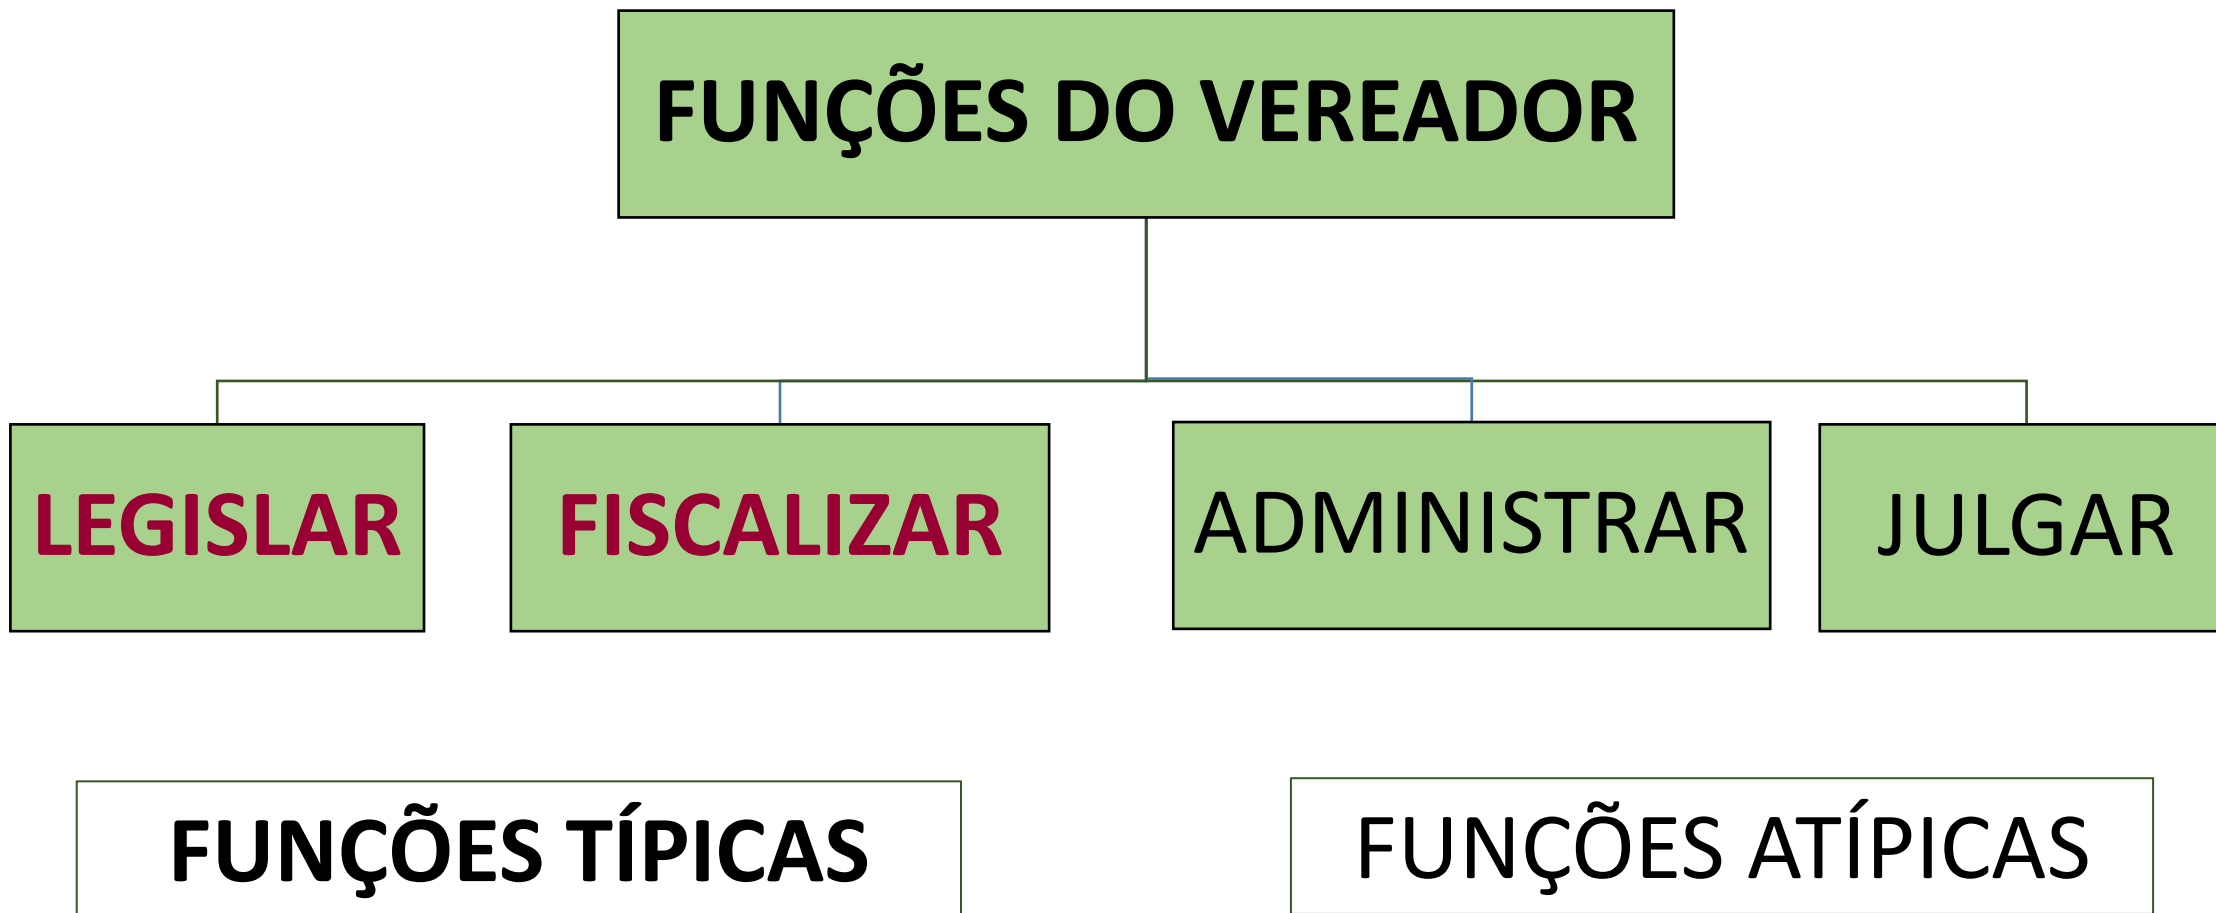 FUNÇÕES DO VEREADOR
LEGISLAR
FISCALIZAR
ADMINISTRAR
JULGAR
FUNÇÕES TÍPICAS
FUNÇÕES ATÍPICAS